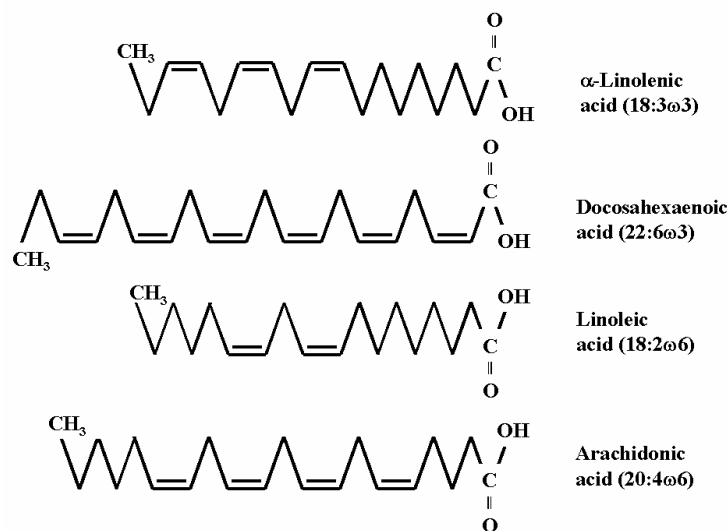 O
CH₃
C
α-Linolenic
acid (18:3ω3)
OH
O
C
Docosahexaenoic
acid (22:6ω3)
OH
CH₃
CH₃
OH
Linoleic
acid (18:2ω6)
C
O
CH₃
OH
Arachidonic
acid (20:4ω6)
C
O